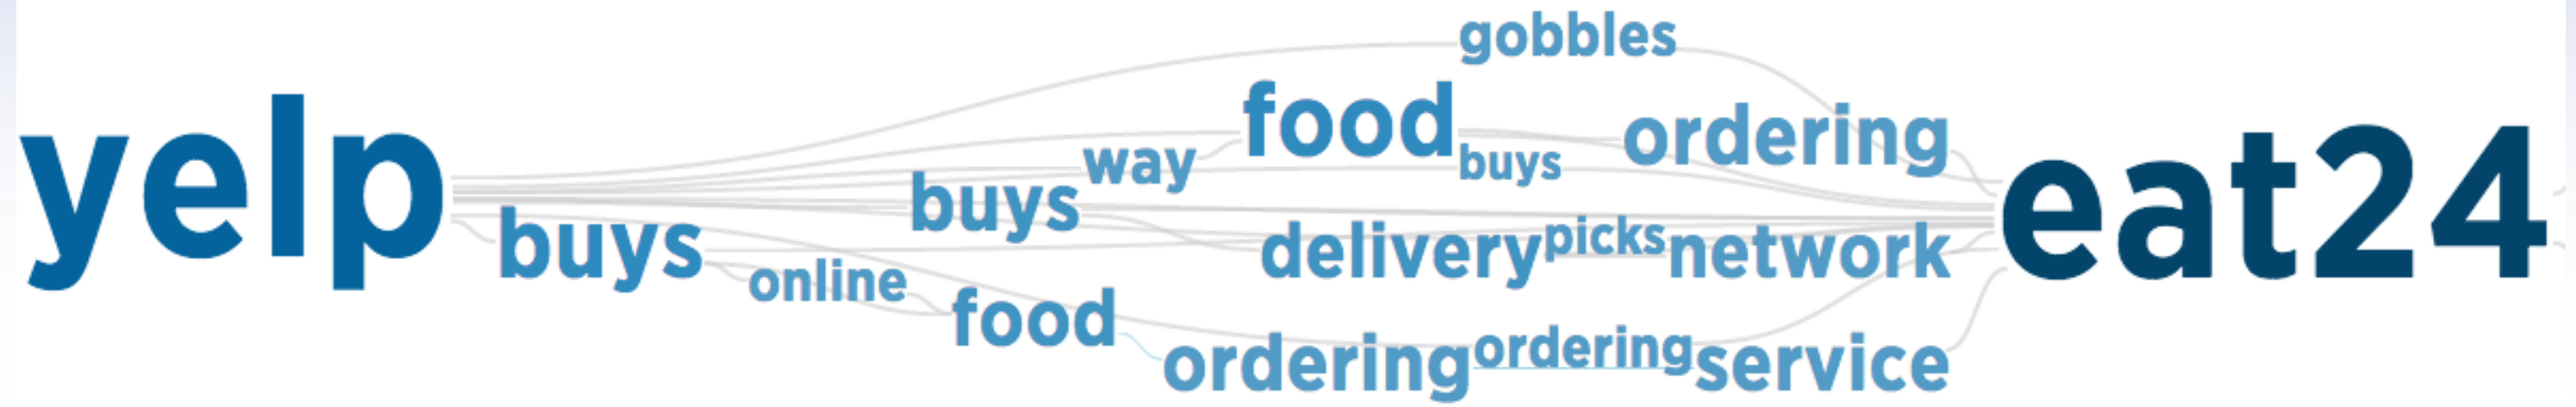 yelp
buys
online
food
buys
way
food
gobbles
buys
ordering
delivery
picks
network
ordering
ordering
service
eat24